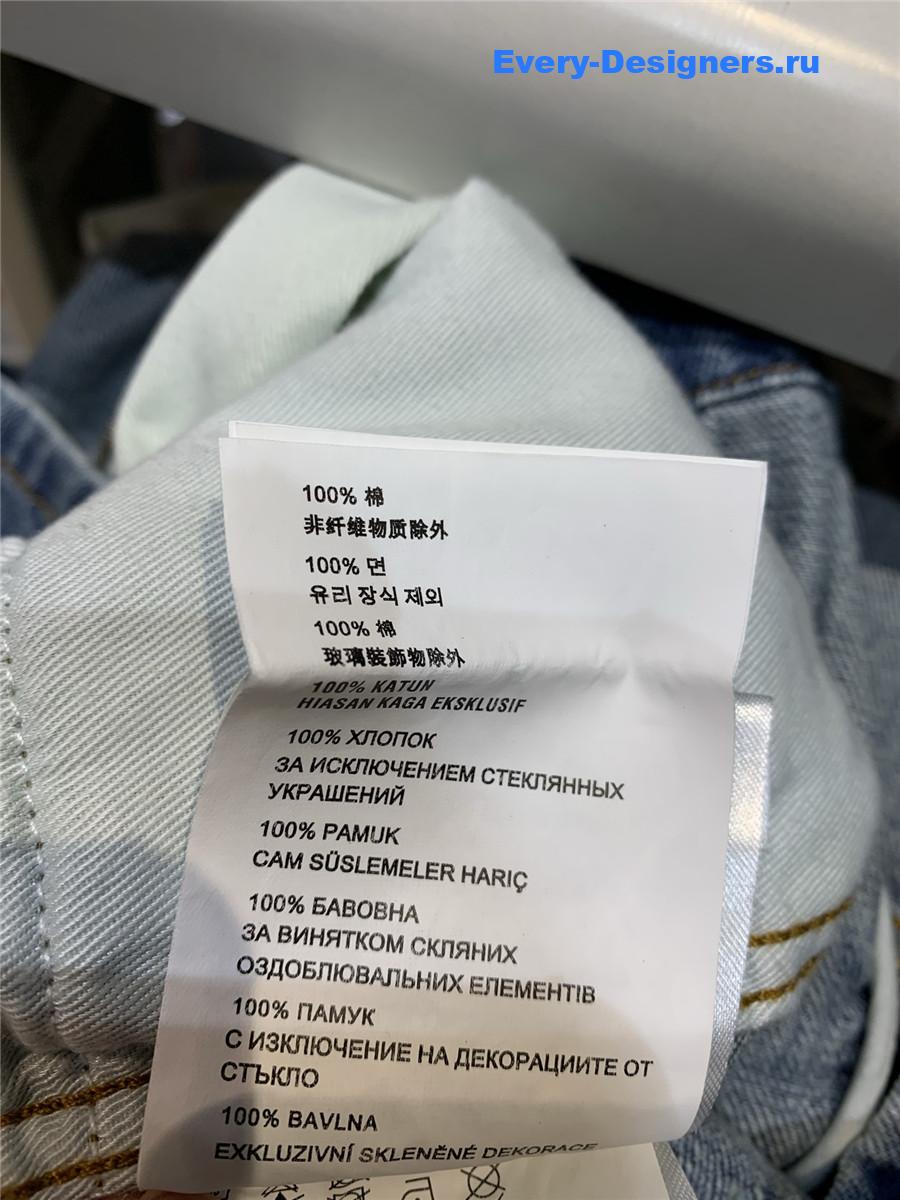 Every-Designers.ru
100% 棉
非纤维物质除外
100% 면
유리 장식 제외
100% 棉
玻璃裝飾物除外
100% KATUN
HIASAN KAGA EKSKLUSIF
100% ХЛОПОК
ЗА ИСКЛЮЧЕНИЕМ СТЕКЛЯННЫХ
УКРАШЕНИЙ
100% PAMUK
CAM SÜSLEMELER HARIÇ
100% БАВОВНА
ЗА ВИНЯТКОМ СКЛЯНИХ
ОЗДОБЛЮВАЛЬНИХ ЕЛЕМЕНТІВ
100% ПАМУК
С ИЗКЛЮЧЕНИЕ НА ДЕКОРАЦИИТЕ ОТ
СТЪКЛО
100% BAVLNA
EXKLUZIVNÍ SKLENĚNÉ DEKORACE